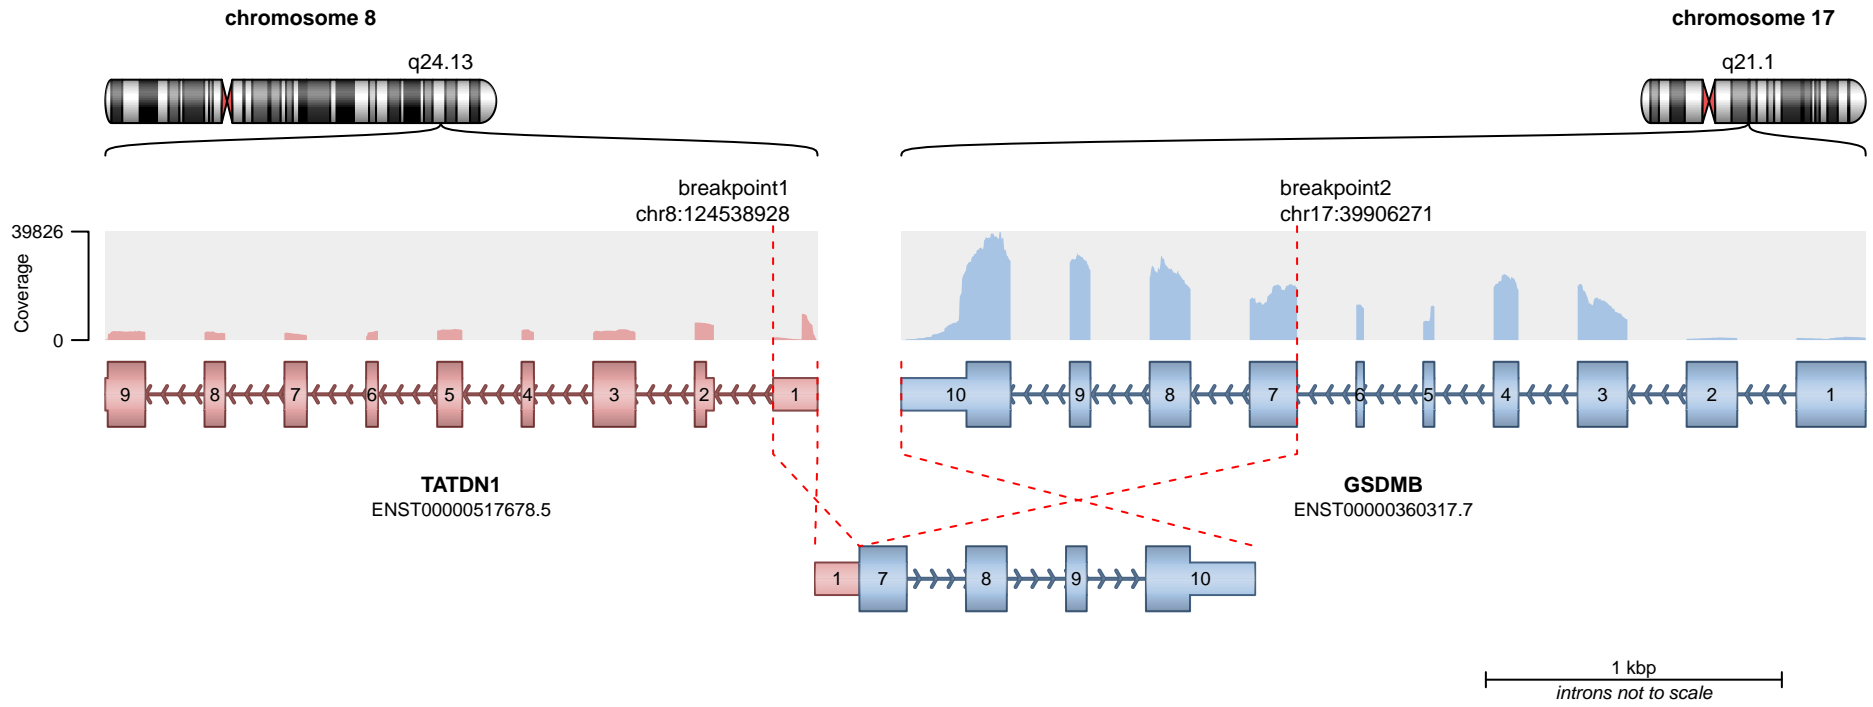 chromosome 8
chromosome 17
q24.13
q21.1
breakpoint1
chr8:124538928
breakpoint2
chr17:39906271
39826
Coverage
0
9 8 7 6 5 4 3 2 1
10 9 8 7 6 5 4 3 2 1
TATDN1
ENST00000517678.5
GSDMB
ENST00000360317.7
1 7 8 9 10
1 kbp
introns not to scale